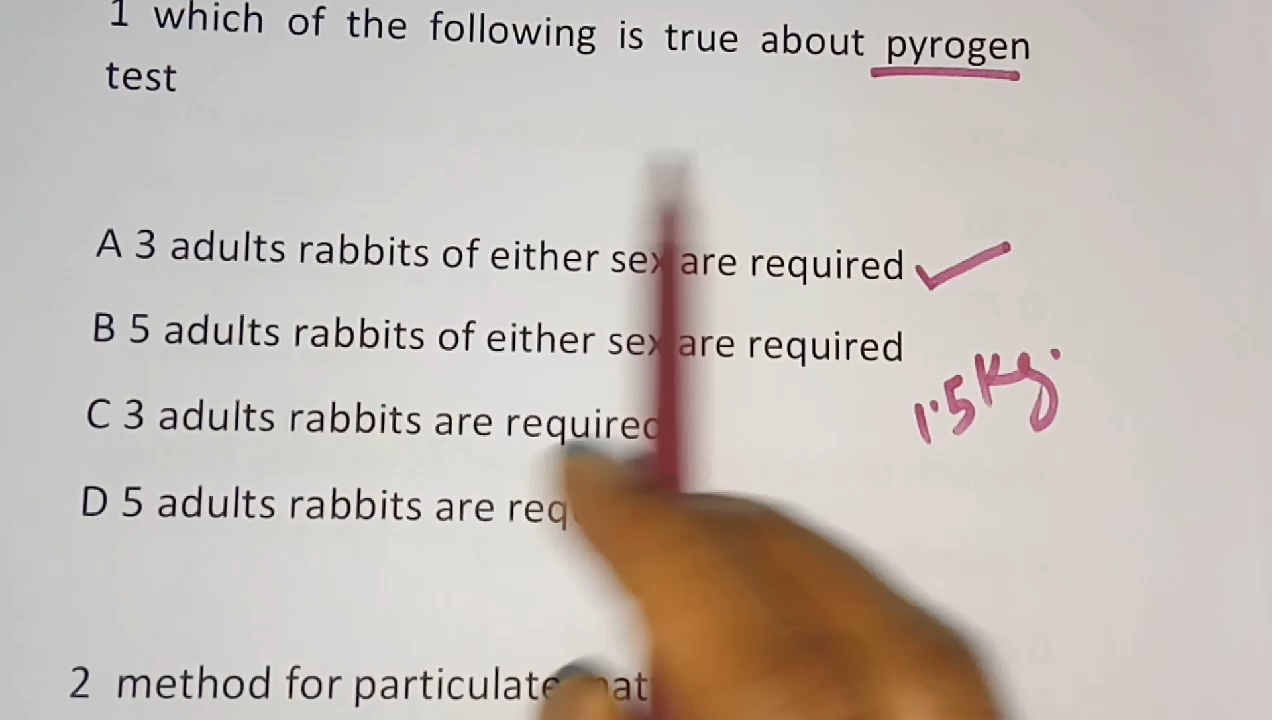 1 which of the following is true about pyrogen
test
A 3 adults rabbits of either sex are required
B 5 adults rabbits of either sex are required
1.5 kg.
C 3 adults rabbits are required
D 5 adults rabbits are
2 method for particulate